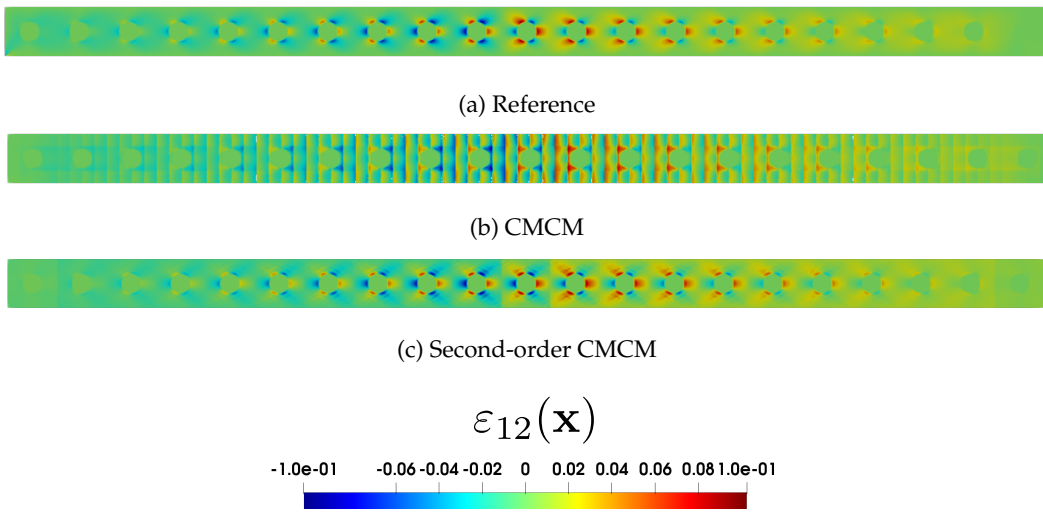 (a) Reference
(b) CMCM
(c) Second-order CMCM
ε₁₂(𝐱)
-1.0e-01 -0.06 -0.04 -0.02 0 0.02 0.04 0.06 0.08 1.0e-01